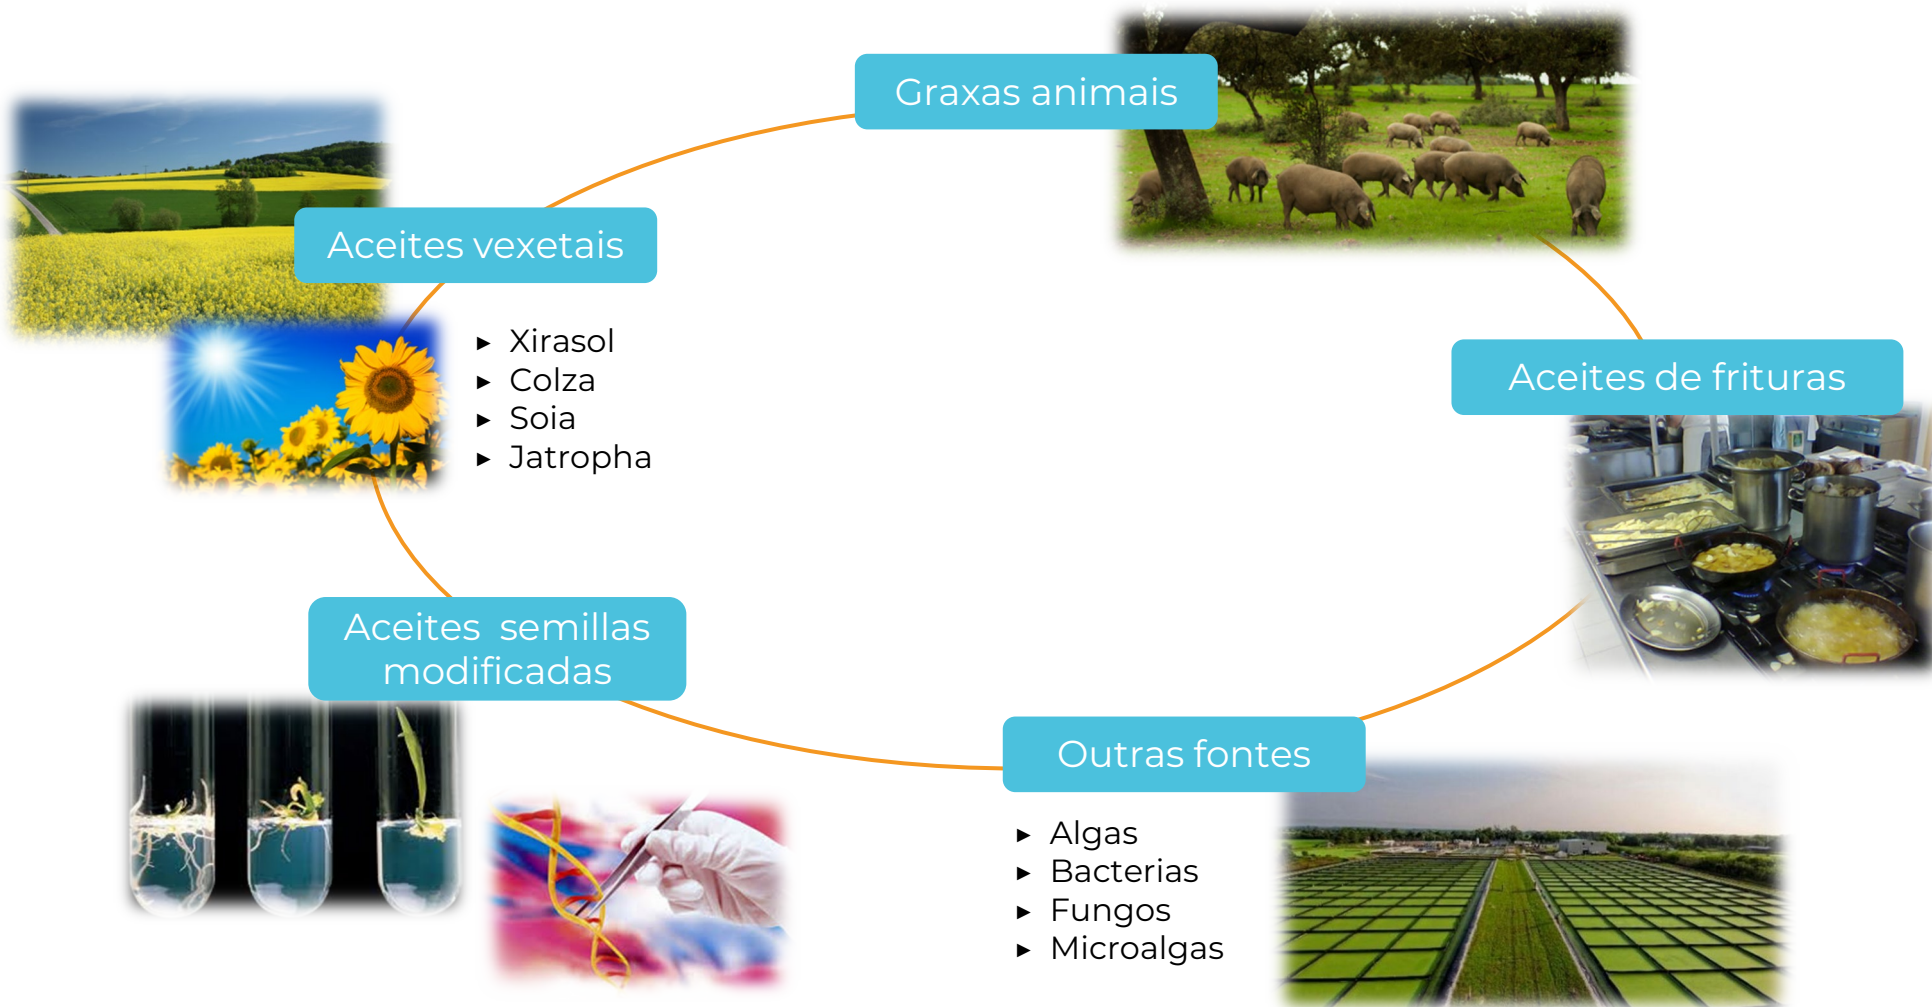 Graxas animais
Aceites vexetais
► Xirasol
► Colza
► Soia
► Jatropha
Aceites de frituras
Aceites semillas
modificadas
Outras fontes
► Algas
► Bacterias
► Fungos
► Microalgas